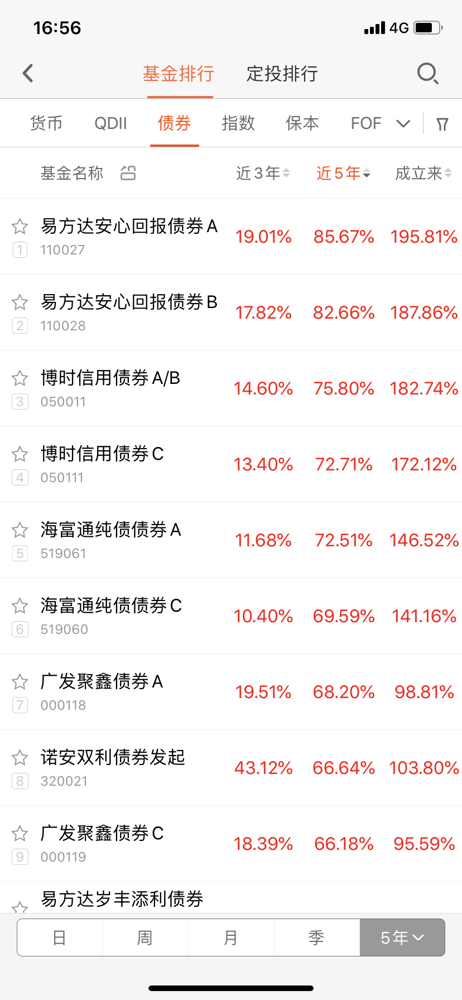 16:56 4G
基金排行 定投排行
货币 QDII 债券 指数 保本 FOF
基金名称 近3年 近5年 成立来
易方达安心回报债券A
1 110027 19.01% 85.67% 195.81%
易方达安心回报债券B
2 110028 17.82% 82.66% 187.86%
博时信用债券A/B
3 050011 14.60% 75.80% 182.74%
博时信用债券C
4 050111 13.40% 72.71% 172.12%
海富通纯债债券A
5 519061 11.68% 72.51% 146.52%
海富通纯债债券C
6 519060 10.40% 69.59% 141.16%
广发聚鑫债券A
7 000118 19.51% 68.20% 98.81%
诺安双利债券发起
8 320021 43.12% 66.64% 103.80%
广发聚鑫债券C
9 000119 18.39% 66.18% 95.59%
易方达岁丰添利债券
日 周 月 季 5年